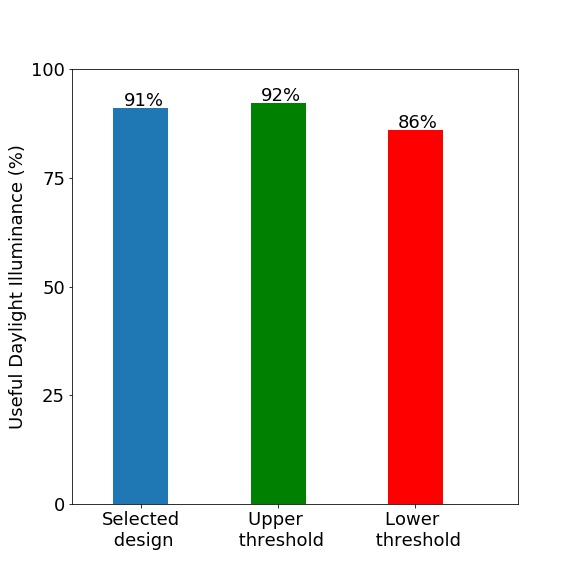 100
75
50
25
0
Useful Daylight Illuminance (%)
91%
92%
86%
Selected
design
Upper
threshold
Lower
threshold